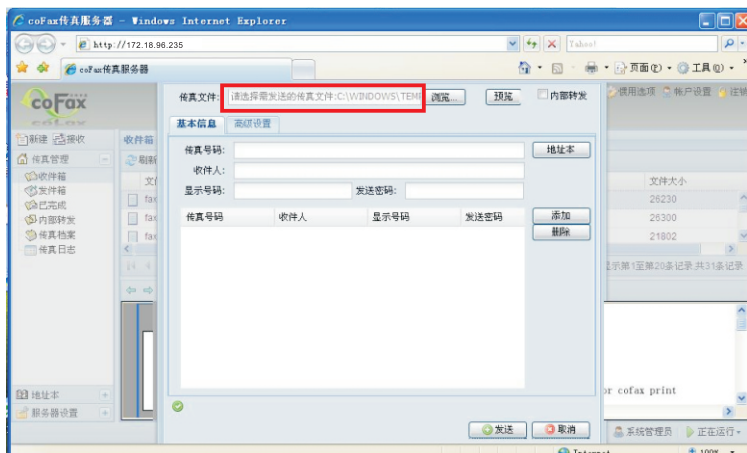 coFax传真服务器 - Windows Internet Explorer
http://172.18.96.235
Yahoo!
coFax传真服务器
页面(P)
工具(O)
coFax
传真文件:
请选择需发送的传真文件:C:\WINDOWS\TEM
浏览...
预览
内部转发
使用选项
帐户设置
注销
基本信息
高级设置
新建
接收
收件箱
传真号码:
地址本
传真管理
刷新
收件人:
收件箱
文件大小
显示号码:
发送密码:
发件箱
fax
26230
已完成
传真号码
收件人
显示号码
发送密码
添加
内部转发
fax
26300
删除
传真档案
fax
21802
传真日志
显示第1至第20条记录,共31条记录
or cofax print
地址本
服务器设置
发送
取消
系统管理员
正在运行
Internet
100%